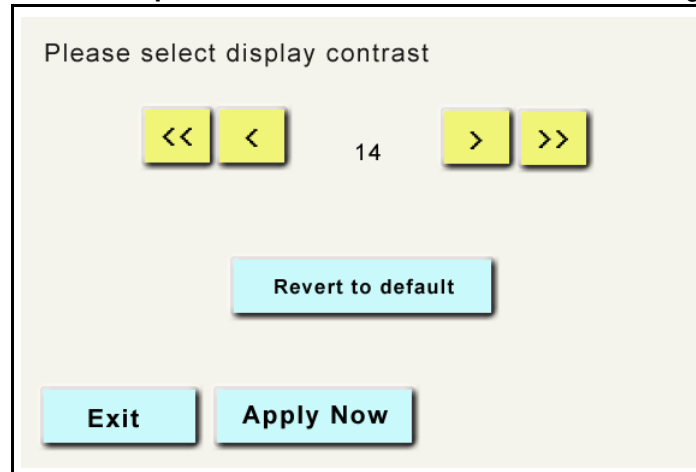 Please select display contrast
<< < 14 > >>
Revert to default
Exit Apply Now